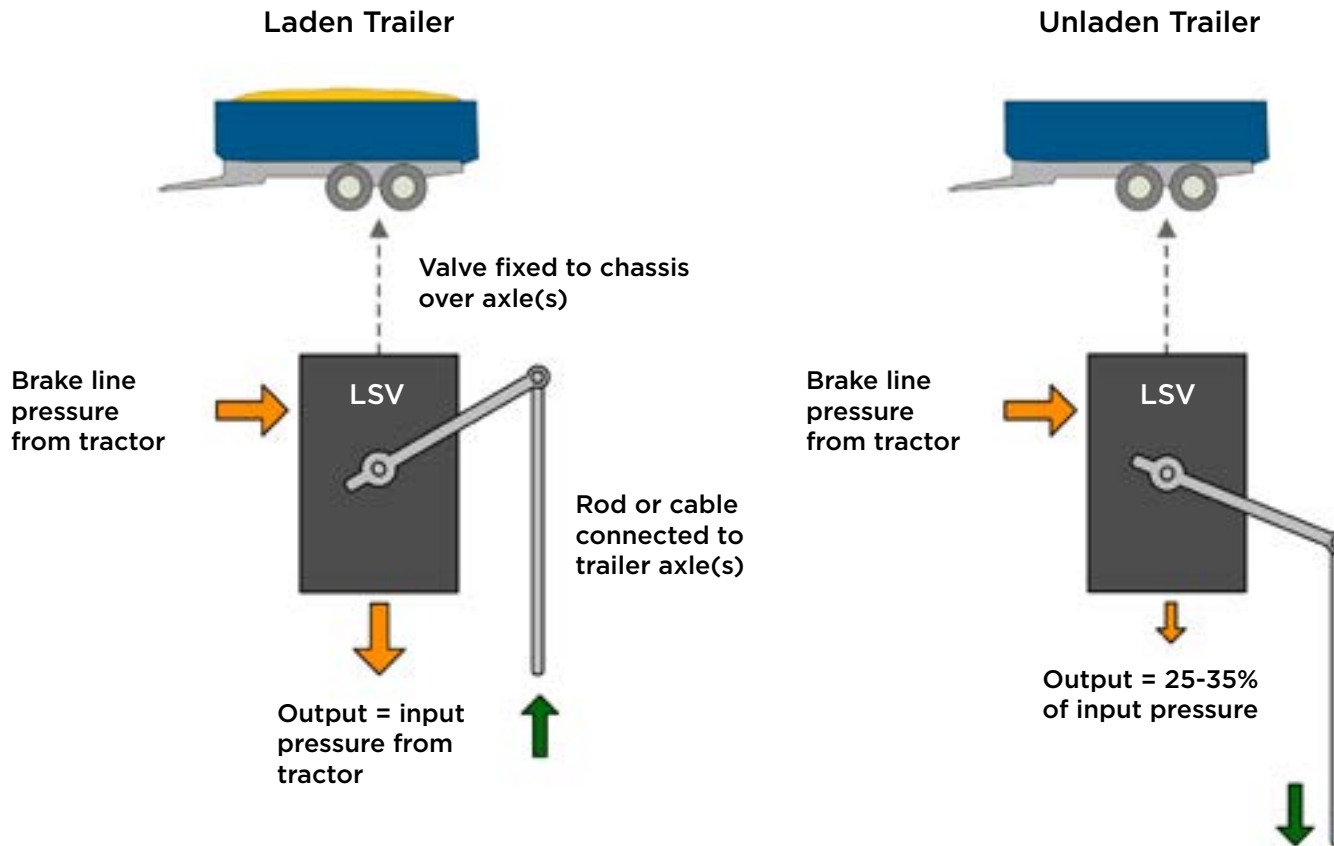 Laden Trailer
Unladen Trailer
Valve fixed to chassis
over axle(s)
Brake line
pressure
from tractor
LSV
Rod or cable
connected to
trailer axle(s)
Output = input
pressure from
tractor
Brake line
pressure
from tractor
LSV
Output = 25-35%
of input pressure